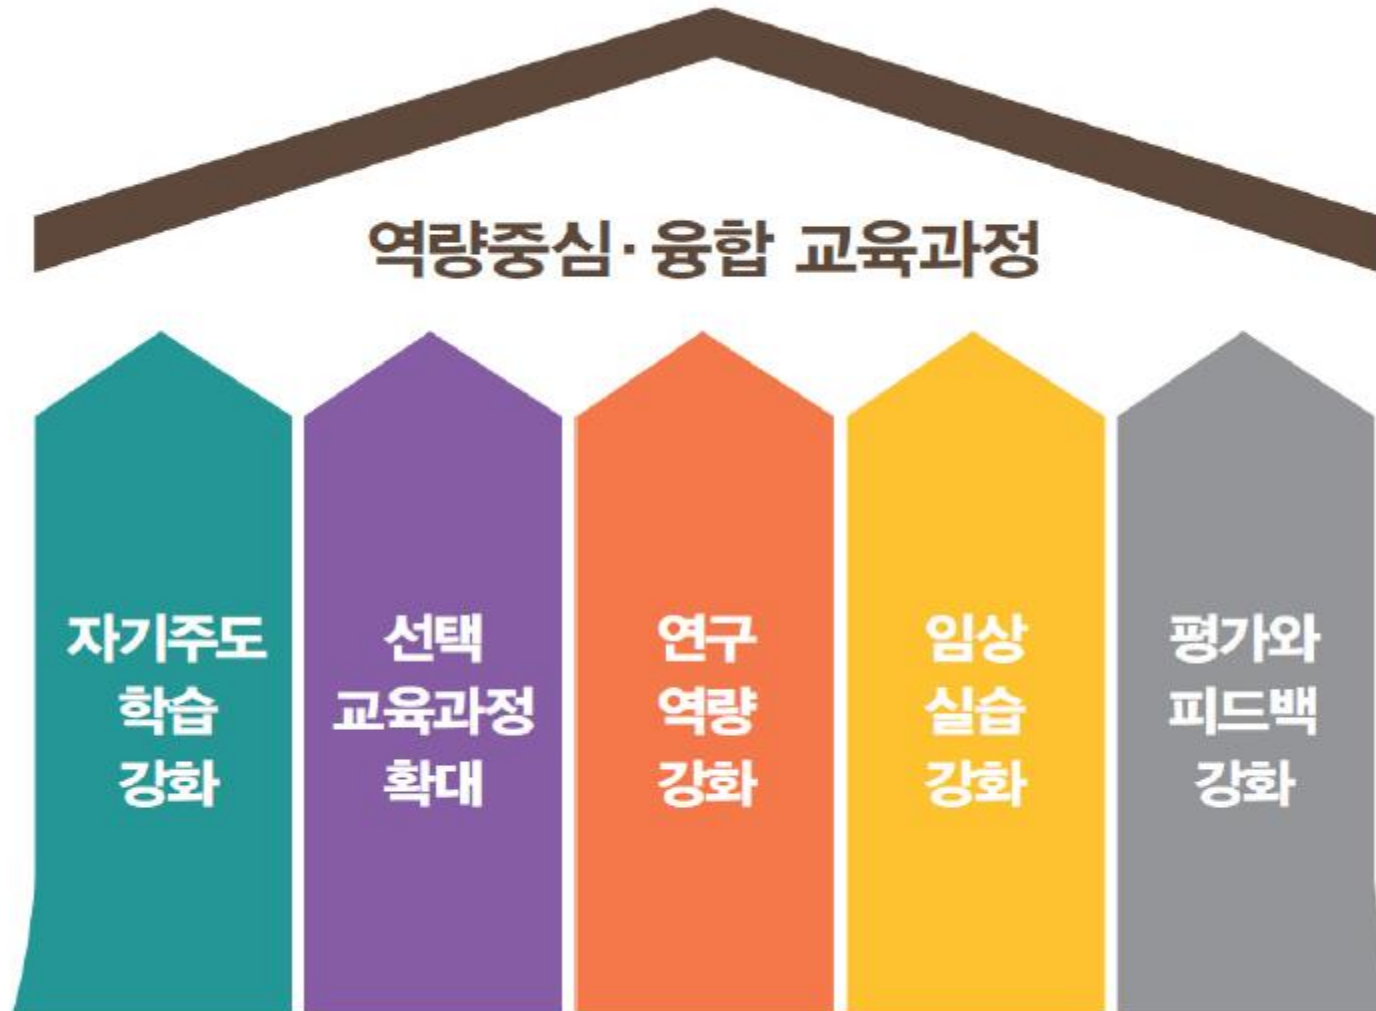 역량중심·융합 교육과정
자기주도
학습
강화
선택
교육과정
확대
연구
역량
강화
임상
실습
강화
평가와
피드백
강화